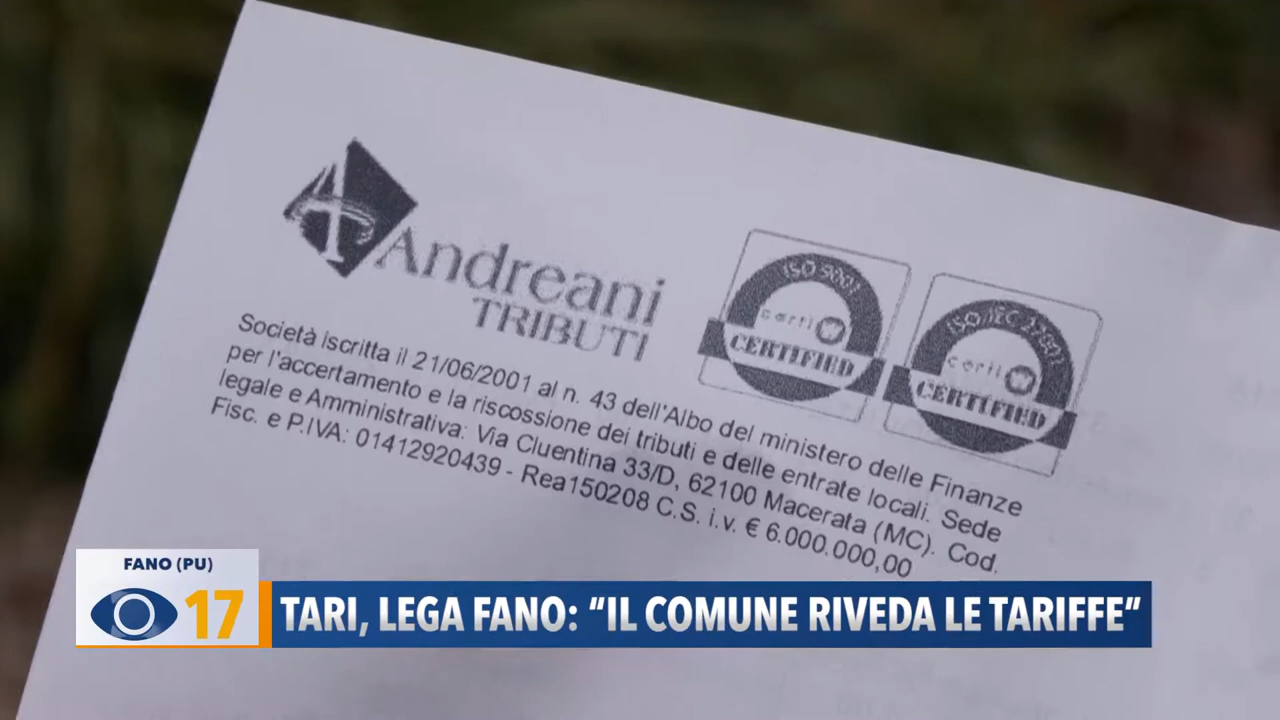 Andreani
TRIBUTI
ISO 9001
certi W
CERTIFIED
ISO/IEC 27001
certi W
CERTIFIED
Società iscritta il 21/06/2001 al n. 43 dell'Albo del ministero delle Finanze
per l'accertamento e la riscossione dei tributi e delle entrate locali. Sede
legale e Amministrativa: Via Cluentina 33/D, 62100 Macerata (MC). Cod.
Fisc. e P.IVA: 01412920439 - Rea150208 C.S. i.v. € 6.000.000,00
FANO (PU)
17
TARI, LEGA FANO: “IL COMUNE RIVEDA LE TARIFFE”